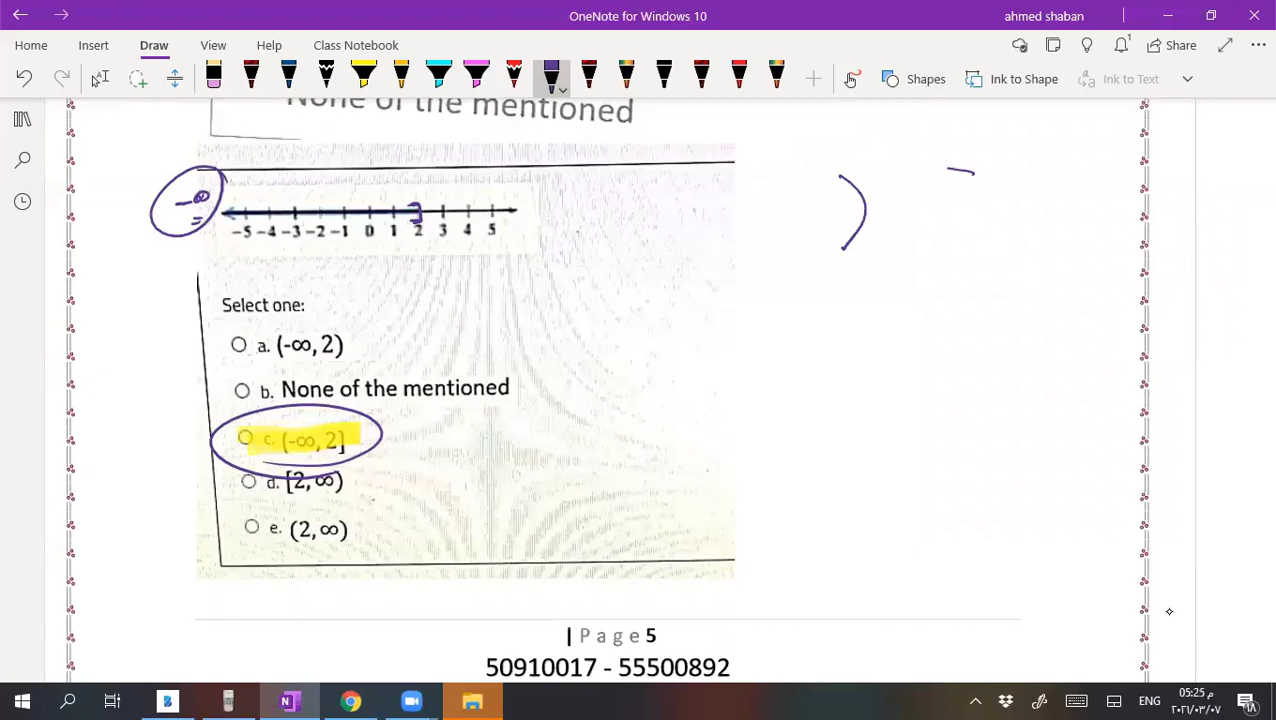 OneNote for Windows 10
ahmed shaban
Home Insert Draw View Help Class Notebook
Share
Shapes Ink to Shape Ink to Text
None of the mentioned
-∞
-5 -4 -3 -2 -1 0 1 2 3 4 5
Select one:
a. (-∞, 2)
b. None of the mentioned
c. (-∞, 2]
d. [2, ∞)
e. (2, ∞)
| Page 5
50910017 - 55500892
ENG
05:25 م
٢٠٢١/٠٣/٠٧